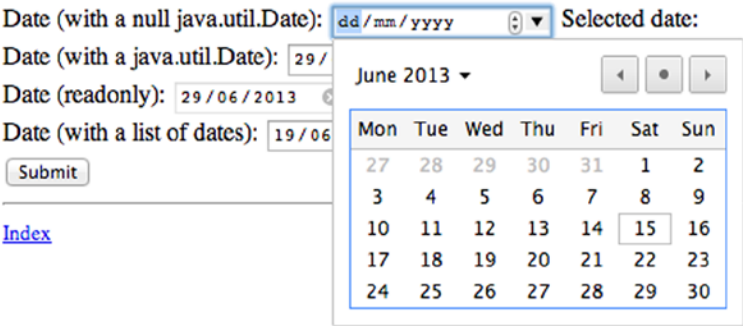 Date (with a null java.util.Date): dd/mm/yyyy Selected date:
Date (with a java.util.Date): 29/
Date (readonly): 29/06/2013
Date (with a list of dates): 19/06
Submit
Index
June 2013
Mon Tue Wed Thu Fri Sat Sun
27 28 29 30 31 1 2
3 4 5 6 7 8 9
10 11 12 13 14 15 16
17 18 19 20 21 22 23
24 25 26 27 28 29 30